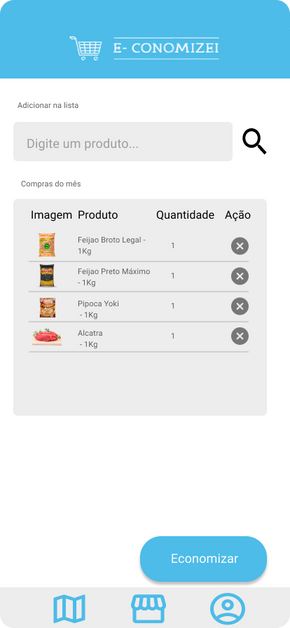 E- CONOMIZEI
Adicionar na lista
Digite um produto...
Compras do mês
Imagem Produto Quantidade Ação
Feijao Broto Legal -
1Kg
1
Feijao Preto Máximo
- 1Kg
1
Pipoca Yoki
- 1Kg
1
Alcatra
- 1Kg
1
Economizar